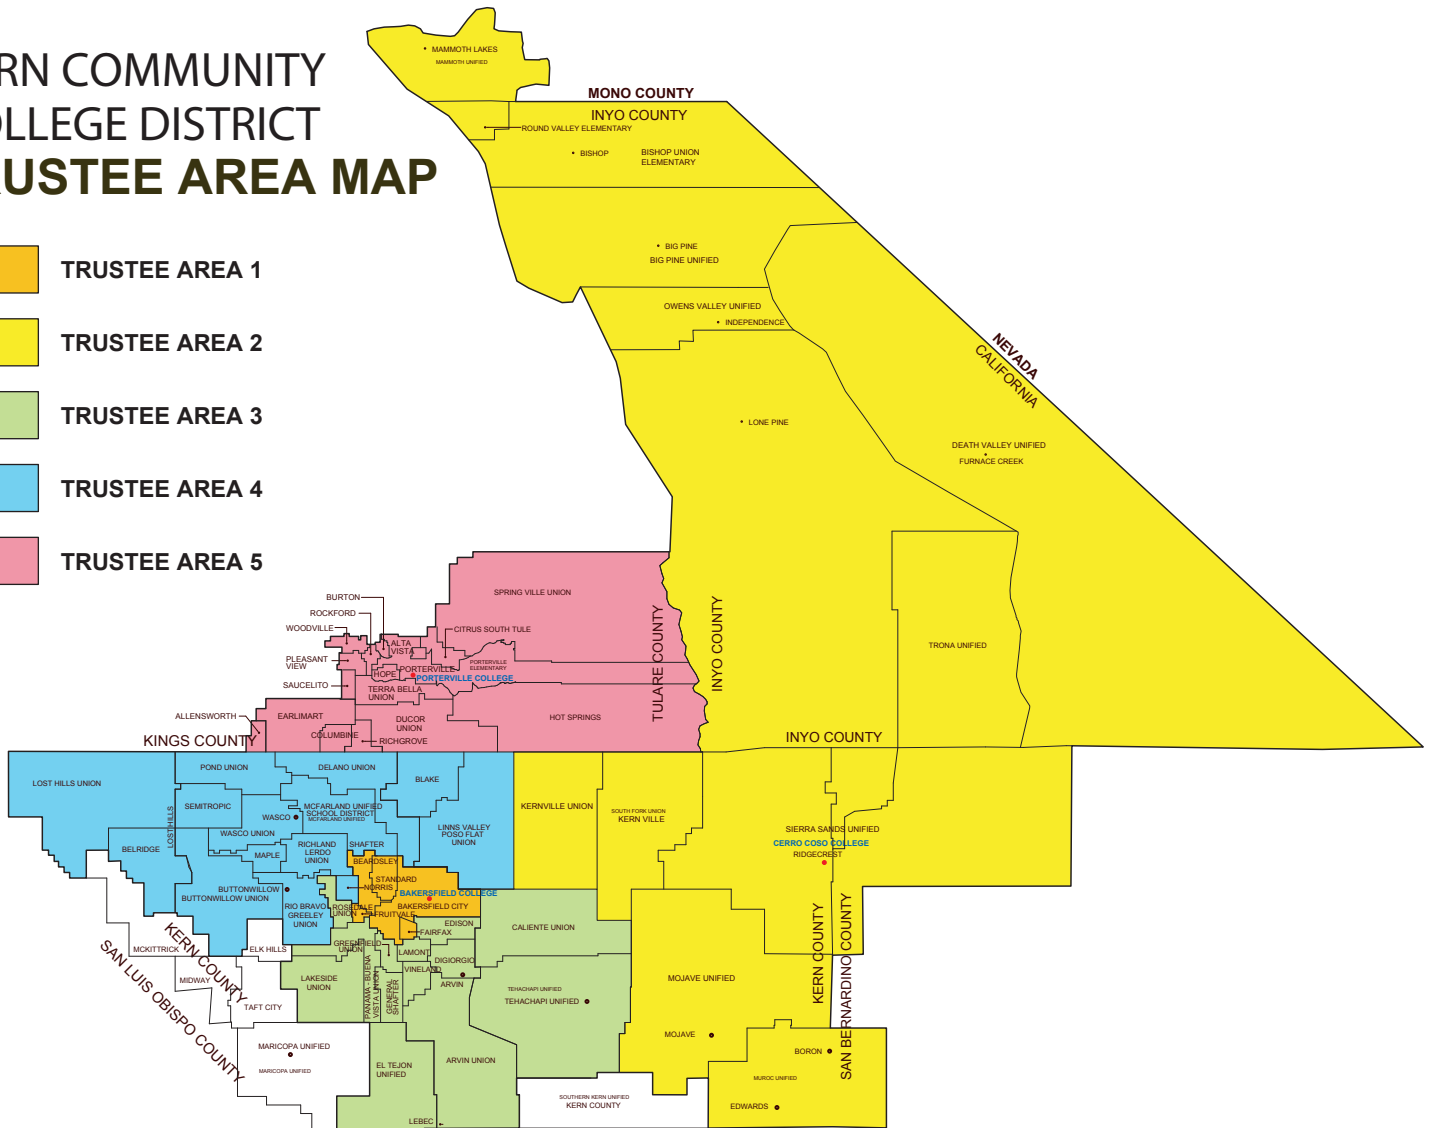 RN COMMUNITY
OLLEGE DISTRICT
RUSTEE AREA MAP
TRUSTEE AREA 1
TRUSTEE AREA 2
TRUSTEE AREA 3
TRUSTEE AREA 4
TRUSTEE AREA 5
MAMMOTH LAKES
MAMMOTH UNIFIED
MONO COUNTY
INYO COUNTY
ROUND VALLEY ELEMENTARY
BISHOP
BISHOP UNION
ELEMENTARY
BIG PINE
BIG PINE UNIFIED
OWENS VALLEY UNIFIED
INDEPENDENCE
NEVADA
CALIFORNIA
LONE PINE
DEATH VALLEY UNIFIED
FURNACE CREEK
TRONA UNIFIED
SPRING VILLE UNION
BURTON
ROCKFORD
WOODVILLE
CITRUS SOUTH TULE
ALTA
VISTA
PLEASANT
VIEW
HOPE
PORTERVILLE
PORTERVILLE
ELEMENTARY
PORTERVILLE COLLEGE
SAUCELITO
TERRA BELLA
UNION
TULARE COUNTY
INYO COUNTY
ALLENSWORTH
EARLIMART
DUCOR
UNION
HOT SPRINGS
COLUMBINE
RICHGROVE
KINGS COUNTY
INYO COUNTY
LOST HILLS UNION
POND UNION
DELANO UNION
BLAKE
SEMITROPIC
LOST HILLS
MCFARLAND UNIFIED
SCHOOL DISTRICT
MCFARLAND UNIFIED
WASCO
WASCO UNION
LINNS VALLEY
POSO FLAT
UNION
KERNVILLE UNION
SOUTH FORK UNION
KERN VILLE
SIERRA SANDS UNIFIED
CERRO COSO COLLEGE
RIDGECREST
BELRIDGE
MAPLE
RICHLAND
LERDO
UNION
SHAFTER
BEARDSLEY
STANDARD
NORRIS
BAKERSFIELD COLLEGE
BAKERSFIELD CITY
BUTTONWILLOW
BUTTONWILLOW UNION
RIO BRAVO
GREELEY
UNION
ROSEDALE
UNION
FRUITVALE
FAIRFAX
EDISON
CALIENTE UNION
MCKITTRICK
ELK HILLS
KERN COUNTY
SAN LUIS OBISPO COUNTY
GREENFIELD
UNION
LAMONT
DIGIORGIO
VINELAND
ARVIN
MIDWAY
LAKESIDE
UNION
PANAMA - BUENA
VISTA UNION
GENERAL
SHAFTER
TAFT CITY
TEHACHAPI UNIFIED
TEHACHAPI UNIFIED
MOJAVE UNIFIED
KERN COUNTY
SAN BERNARDINO COUNTY
MOJAVE
BORON
MARICOPA UNIFIED
MARICOPA UNIFIED
EL TEJON
UNIFIED
ARVIN UNION
MUROC UNIFIED
SOUTHERN KERN UNIFIED
KERN COUNTY
EDWARDS
LEBEC